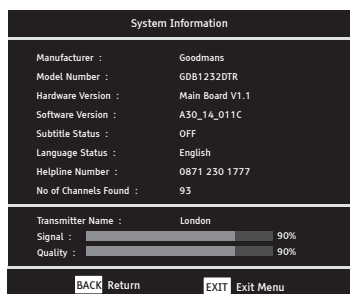 System Information
Manufacturer : Goodmans
Model Number : GDB1232DTR
Hardware Version : Main Board V1.1
Software Version : A30_14_011C
Subtitle Status : OFF
Language Status : English
Helpline Number : 0871 230 1777
No of Channels Found : 93
Transmitter Name : London
Signal : 90%
Quality : 90%
BACK Return EXIT Exit Menu